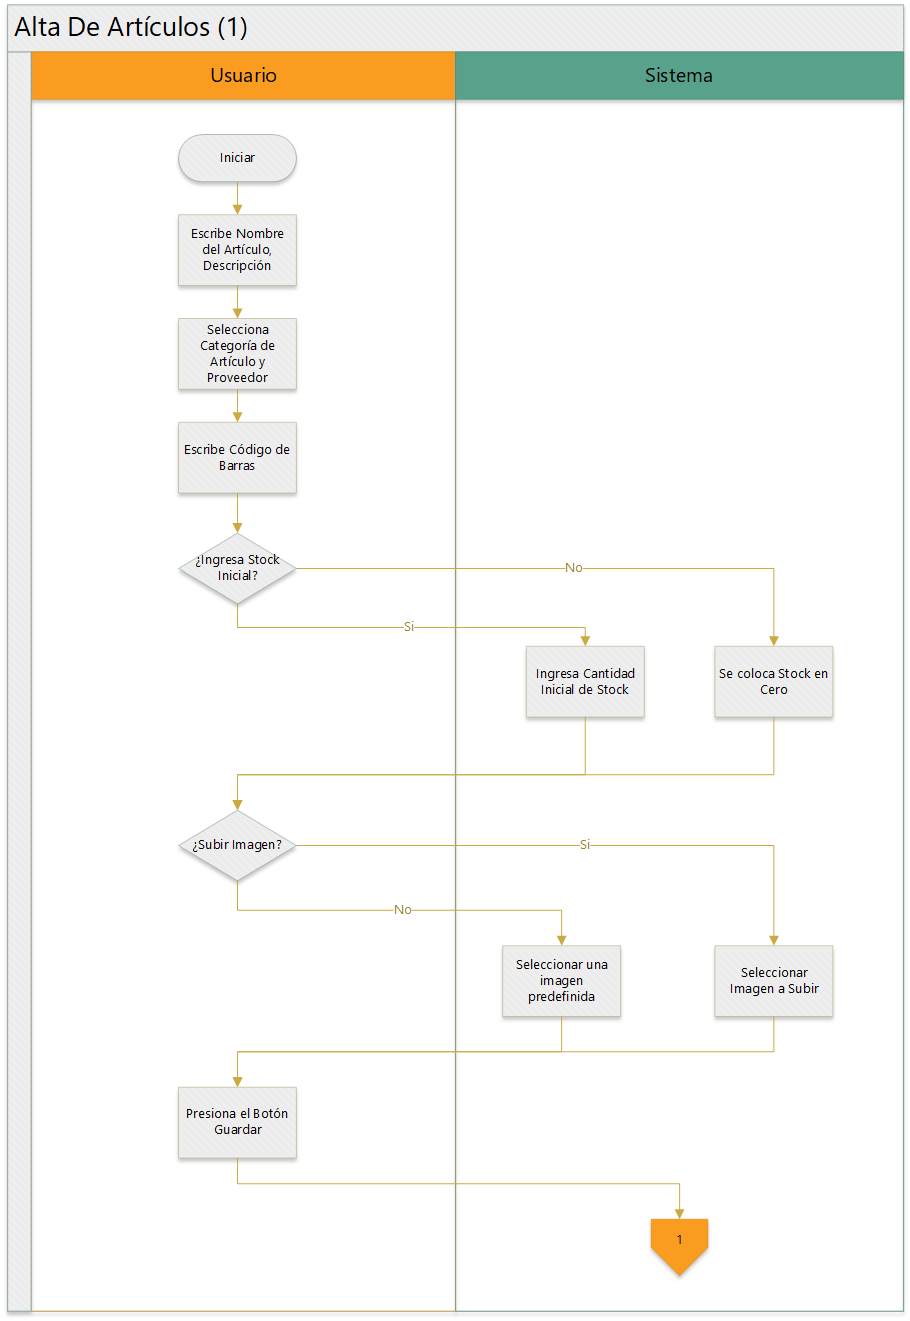 Alta De Artículos (1)
Usuario
Sistema
Iniciar
Escribe Nombre
del Artículo,
Descripción
Selecciona
Categoría de
Artículo y
Proveedor
Escribe Código de
Barras
¿Ingresa Stock
Inicial?
No
Si
Ingresa Cantidad
Inicial de Stock
Se coloca Stock en
Cero
¿Subir Imagen?
Si
No
Seleccionar una
imagen
predefinida
Seleccionar
Imagen a Subir
Presiona el Botón
Guardar
1